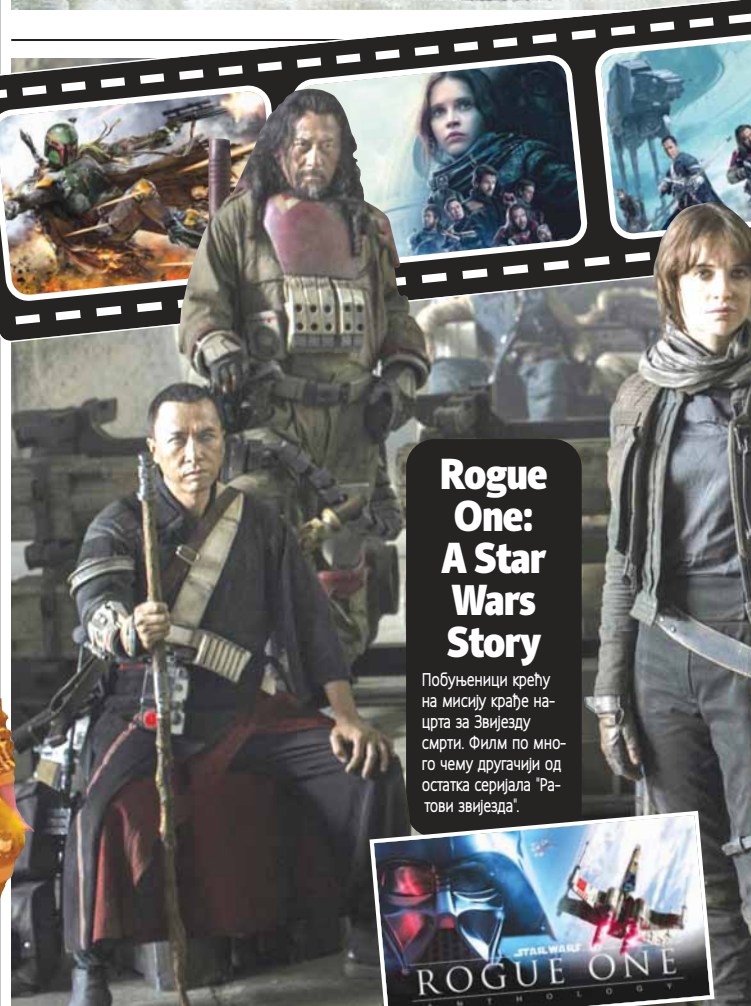 Rogue
One:
A Star
Wars
Story
Побуњеници крећу
на мисију крађе на-
црта за Звијезду
смрти. Филм по мно-
го чему другачији од
остатка серијала "Ра-
тови звијезда".
STAR WARS
ROGUE ONE
ANTHOLOGY